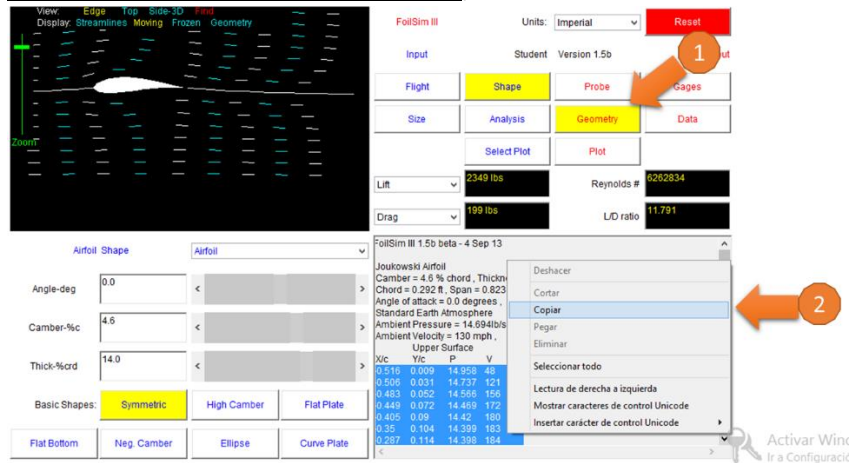 View: Edge Top Side-3D Find
Display: Streamlines Moving Frozen Geometry
Zoom
FoilSim III
Units:
Imperial
Reset
Input
Student
Version 1.5b
1
Flight
Shape
Probe
Gages
Size
Analysis
Geometry
Data
Select Plot
Plot
Lift
2349 lbs
Reynolds #
6262834
Drag
199 lbs
L/D ratio
11.791
Airfoil Shape
Airfoil
Angle-deg
0.0
Camber-%c
4.6
Thick-%crd
14.0
Basic Shapes:
Symmetric
High Camber
Flat Plate
Flat Bottom
Neg. Camber
Ellipse
Curve Plate
FoilSim III 1.5b beta - 4 Sep 13
Joukowski Airfoil
Camber = 4.6 % chord ,
Chord = 0.292 ft , Span = 0.823
Angle of attack = 0.0 degrees ,
Standard Earth Atmosphere
Ambient Pressure =
Ambient Velocity = 130 mph ,
Upper Surface
X/c Y/c P V
-0.516 0.009 14.958 48
-0.506 0.031 14.737 121
-0.483 0.052 14.566 156
-0.449 0.072 14.469 172
-0.405 0.09 14.42 180
-0.35 0.104 14.399 183
-0.287 0.114 14.398 184
Deshacer
Cortar
Copiar
Pegar
Eliminar
Seleccionar todo
Lectura de derecha a izquierda
Mostrar caracteres de control Unicode
Insertar carácter de control Unicode
2
Activar Wind
Ir a Configuració